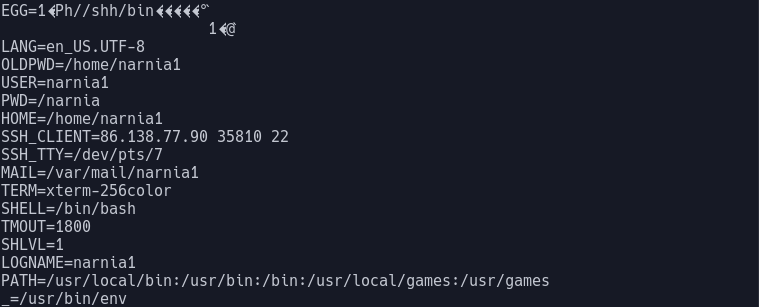 EGG=1�Ph//shh/bin�����°
1�@
LANG=en_US.UTF-8
OLDPWD=/home/narnia1
USER=narnia1
PWD=/narnia
HOME=/home/narnia1
SSH_CLIENT=86.138.77.90 35810 22
SSH_TTY=/dev/pts/7
MAIL=/var/mail/narnia1
TERM=xterm-256color
SHELL=/bin/bash
TMOUT=1800
SHLVL=1
LOGNAME=narnia1
PATH=/usr/local/bin:/usr/bin:/bin:/usr/local/games:/usr/games
_=/usr/bin/env